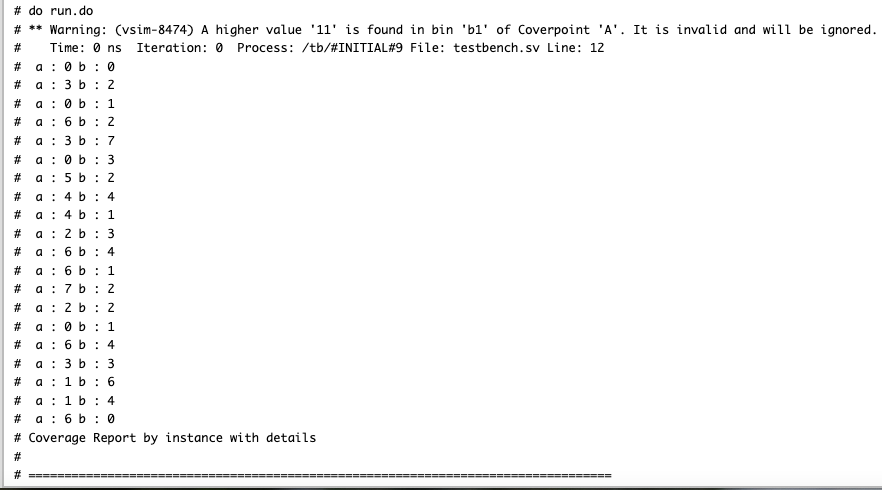 # do run.do
# ** Warning: (vsim-8474) A higher value '11' is found in bin 'b1' of Coverpoint 'A'. It is invalid and will be ignored.
#    Time: 0 ns  Iteration: 0  Process: /tb/#INITIAL#9 File: testbench.sv Line: 12
#  a : 0 b : 0
#  a : 3 b : 2
#  a : 0 b : 1
#  a : 6 b : 2
#  a : 3 b : 7
#  a : 0 b : 3
#  a : 5 b : 2
#  a : 4 b : 4
#  a : 4 b : 1
#  a : 2 b : 3
#  a : 6 b : 4
#  a : 6 b : 1
#  a : 7 b : 2
#  a : 2 b : 2
#  a : 0 b : 1
#  a : 6 b : 4
#  a : 3 b : 3
#  a : 1 b : 6
#  a : 1 b : 4
#  a : 6 b : 0
# Coverage Report by instance with details
#
# =================================================================================